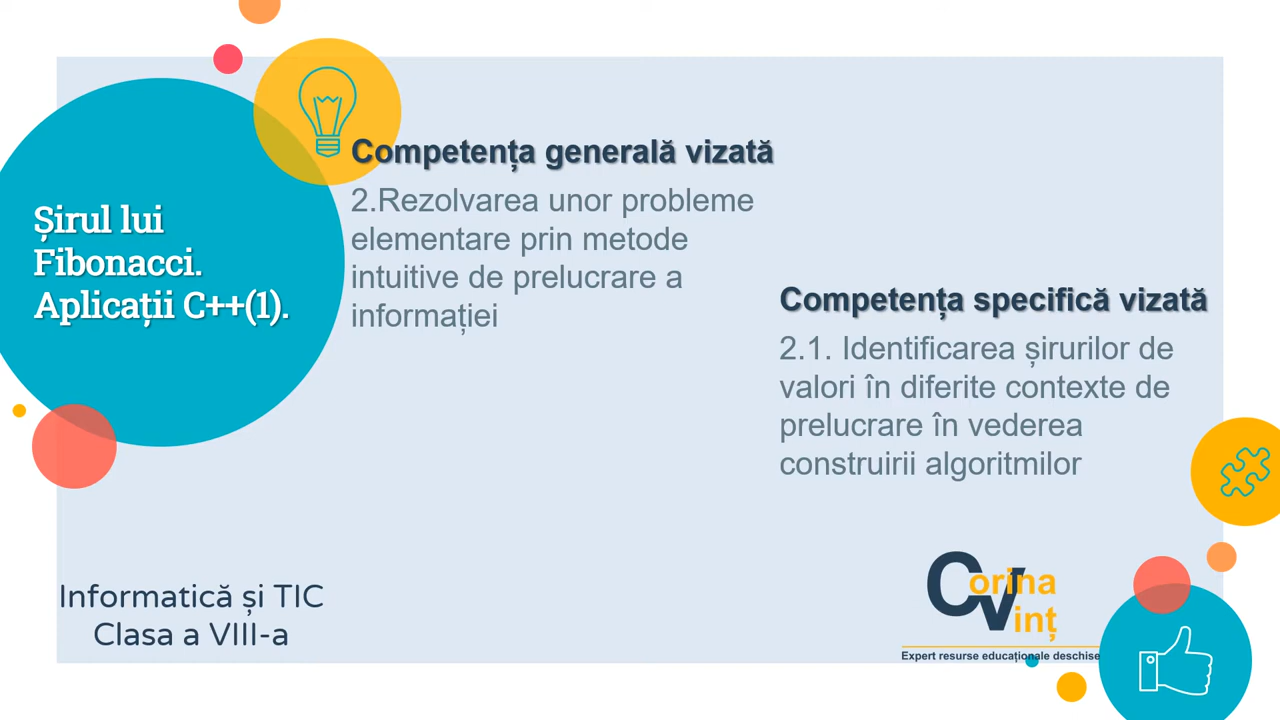 Șirul lui
Fibonacci.
Aplicații C++(1).
Competența generală vizată
2.Rezolvarea unor probleme
elementare prin metode
intuitive de prelucrare a
informației
Competența specifică vizată
2.1. Identificarea șirurilor de
valori în diferite contexte de
prelucrare în vederea
construirii algoritmilor
Informatică și TIC
Clasa a VIII-a
Corina
Vinț
Expert resurse educaționale deschise